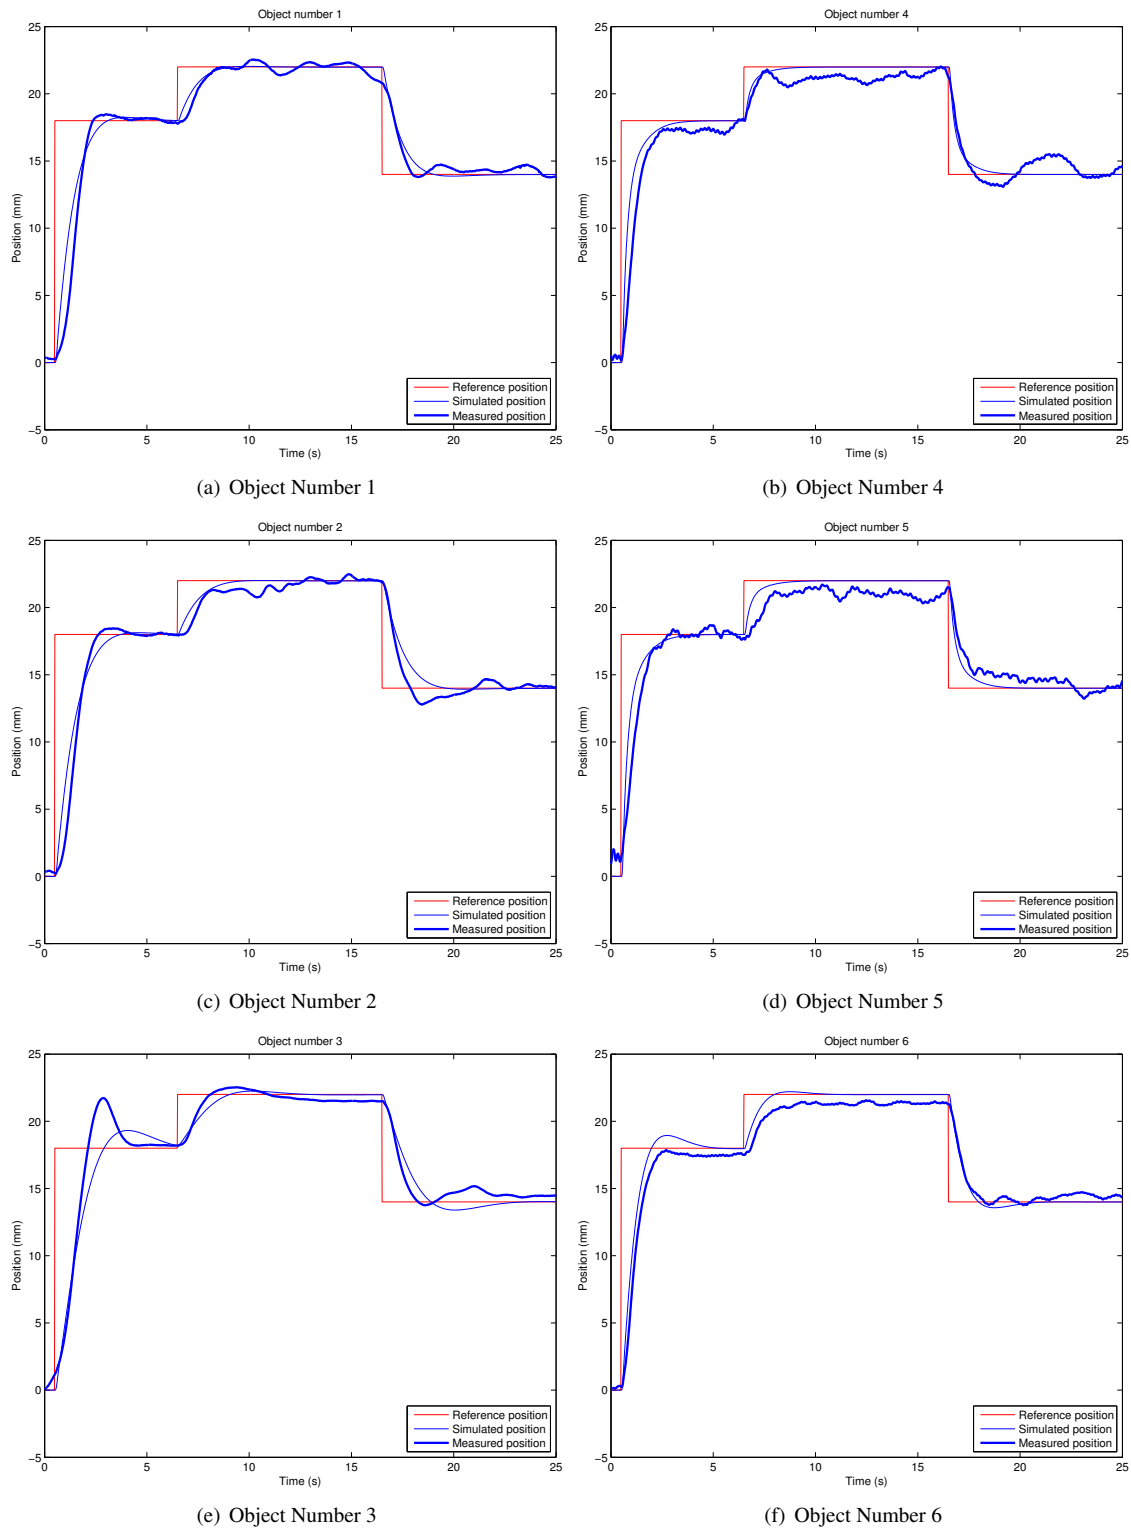 Object number 1
25
20
15
10
5
0
−5
Position (mm)
0 5 10 15 20 25
Time (s)
Reference position
Simulated position
Measured position
(a) Object Number 1
Object number 4
25
20
15
10
5
0
−5
Position (mm)
0 5 10 15 20 25
Time (s)
Reference position
Simulated position
Measured position
(b) Object Number 4
Object number 2
25
20
15
10
5
0
−5
Position (mm)
0 5 10 15 20 25
Time (s)
Reference position
Simulated position
Measured position
(c) Object Number 2
Object number 5
25
20
15
10
5
0
−5
Position (mm)
0 5 10 15 20 25
Time (s)
Reference position
Simulated position
Measured position
(d) Object Number 5
Object number 3
25
20
15
10
5
0
−5
Position (mm)
0 5 10 15 20 25
Time (s)
Reference position
Simulated position
Measured position
(e) Object Number 3
Object number 6
25
20
15
10
5
0
−5
Position (mm)
0 5 10 15 20 25
Time (s)
Reference position
Simulated position
Measured position
(f) Object Number 6